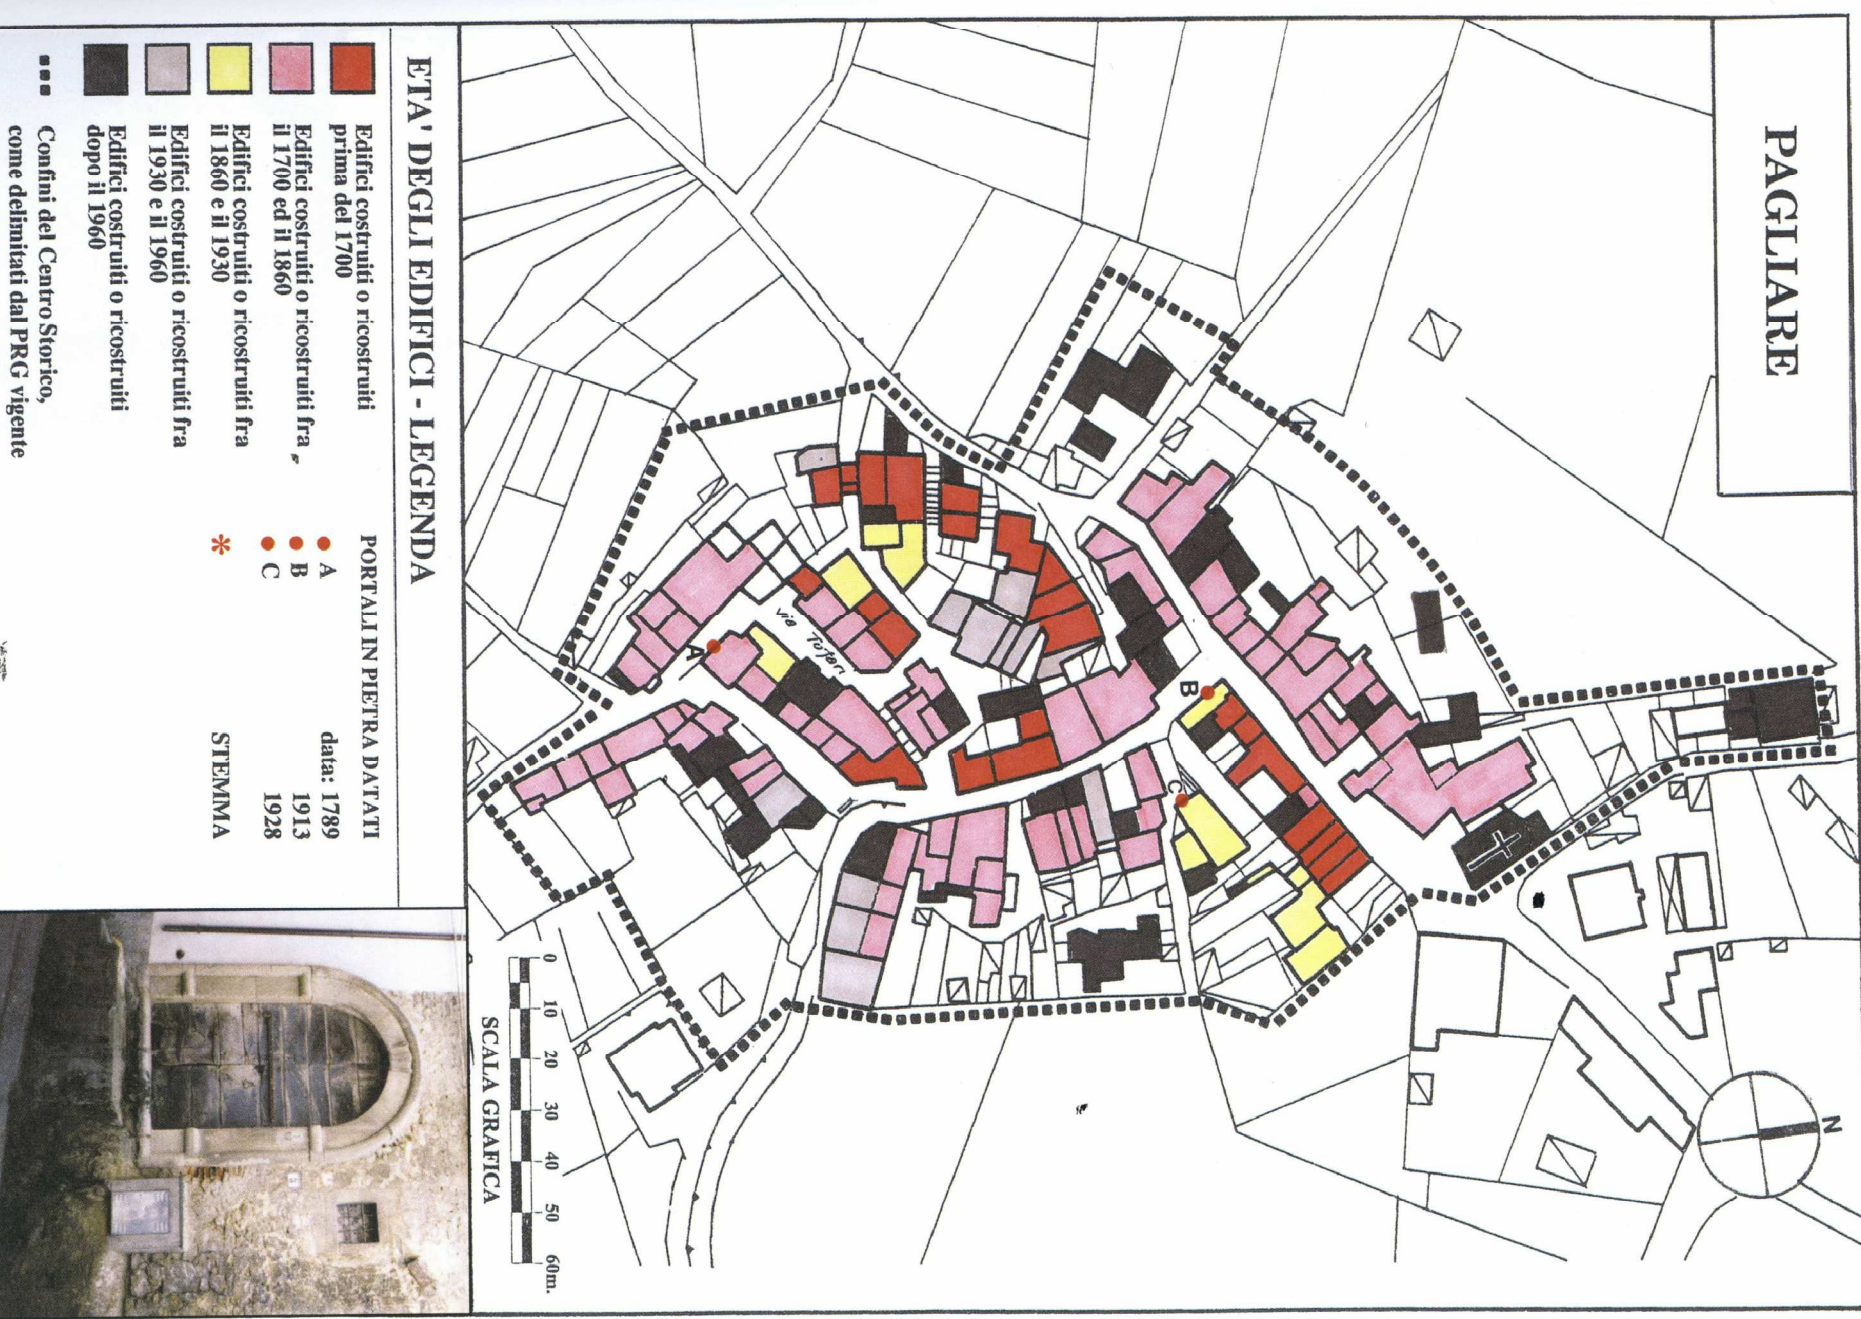 PAGLIARE
N
B
C
A
via Tofori
ETA' DEGLI EDIFICI - LEGENDA
Edifici costruiti o ricostruiti
prima del 1700
Edifici costruiti o ricostruiti fra
il 1700 ed il 1860
Edifici costruiti o ricostruiti fra
il 1860 e il 1930
Edifici costruiti o ricostruiti fra
il 1930 e il 1960
Edifici costruiti o ricostruiti
dopo il 1960
Confini del Centro Storico,
come delimitati dal PRG vigente
PORTALI IN PIETRA DATATI
A data: 1789
B 1913
C 1928
* STEMMA
0 10 20 30 40 50 60m.
SCALA GRAFICA